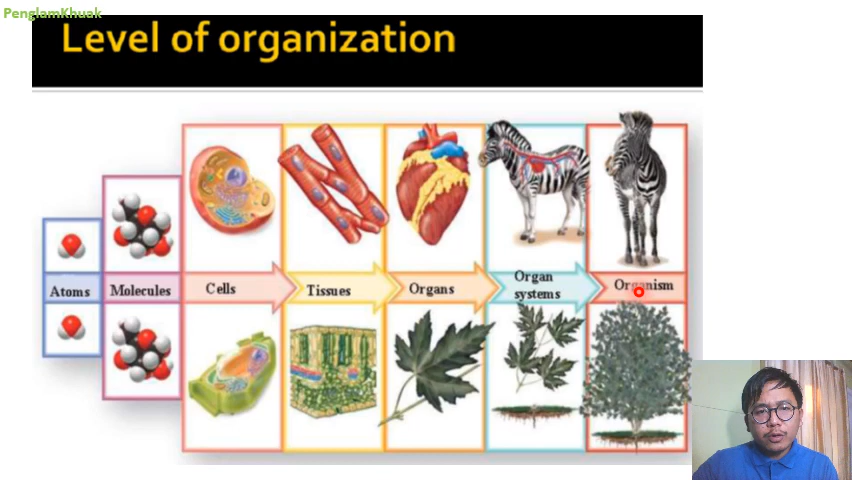 PenglamKhuak
Level of organization
Atoms
Molecules
Cells
Tissues
Organs
Organ
systems
Organism